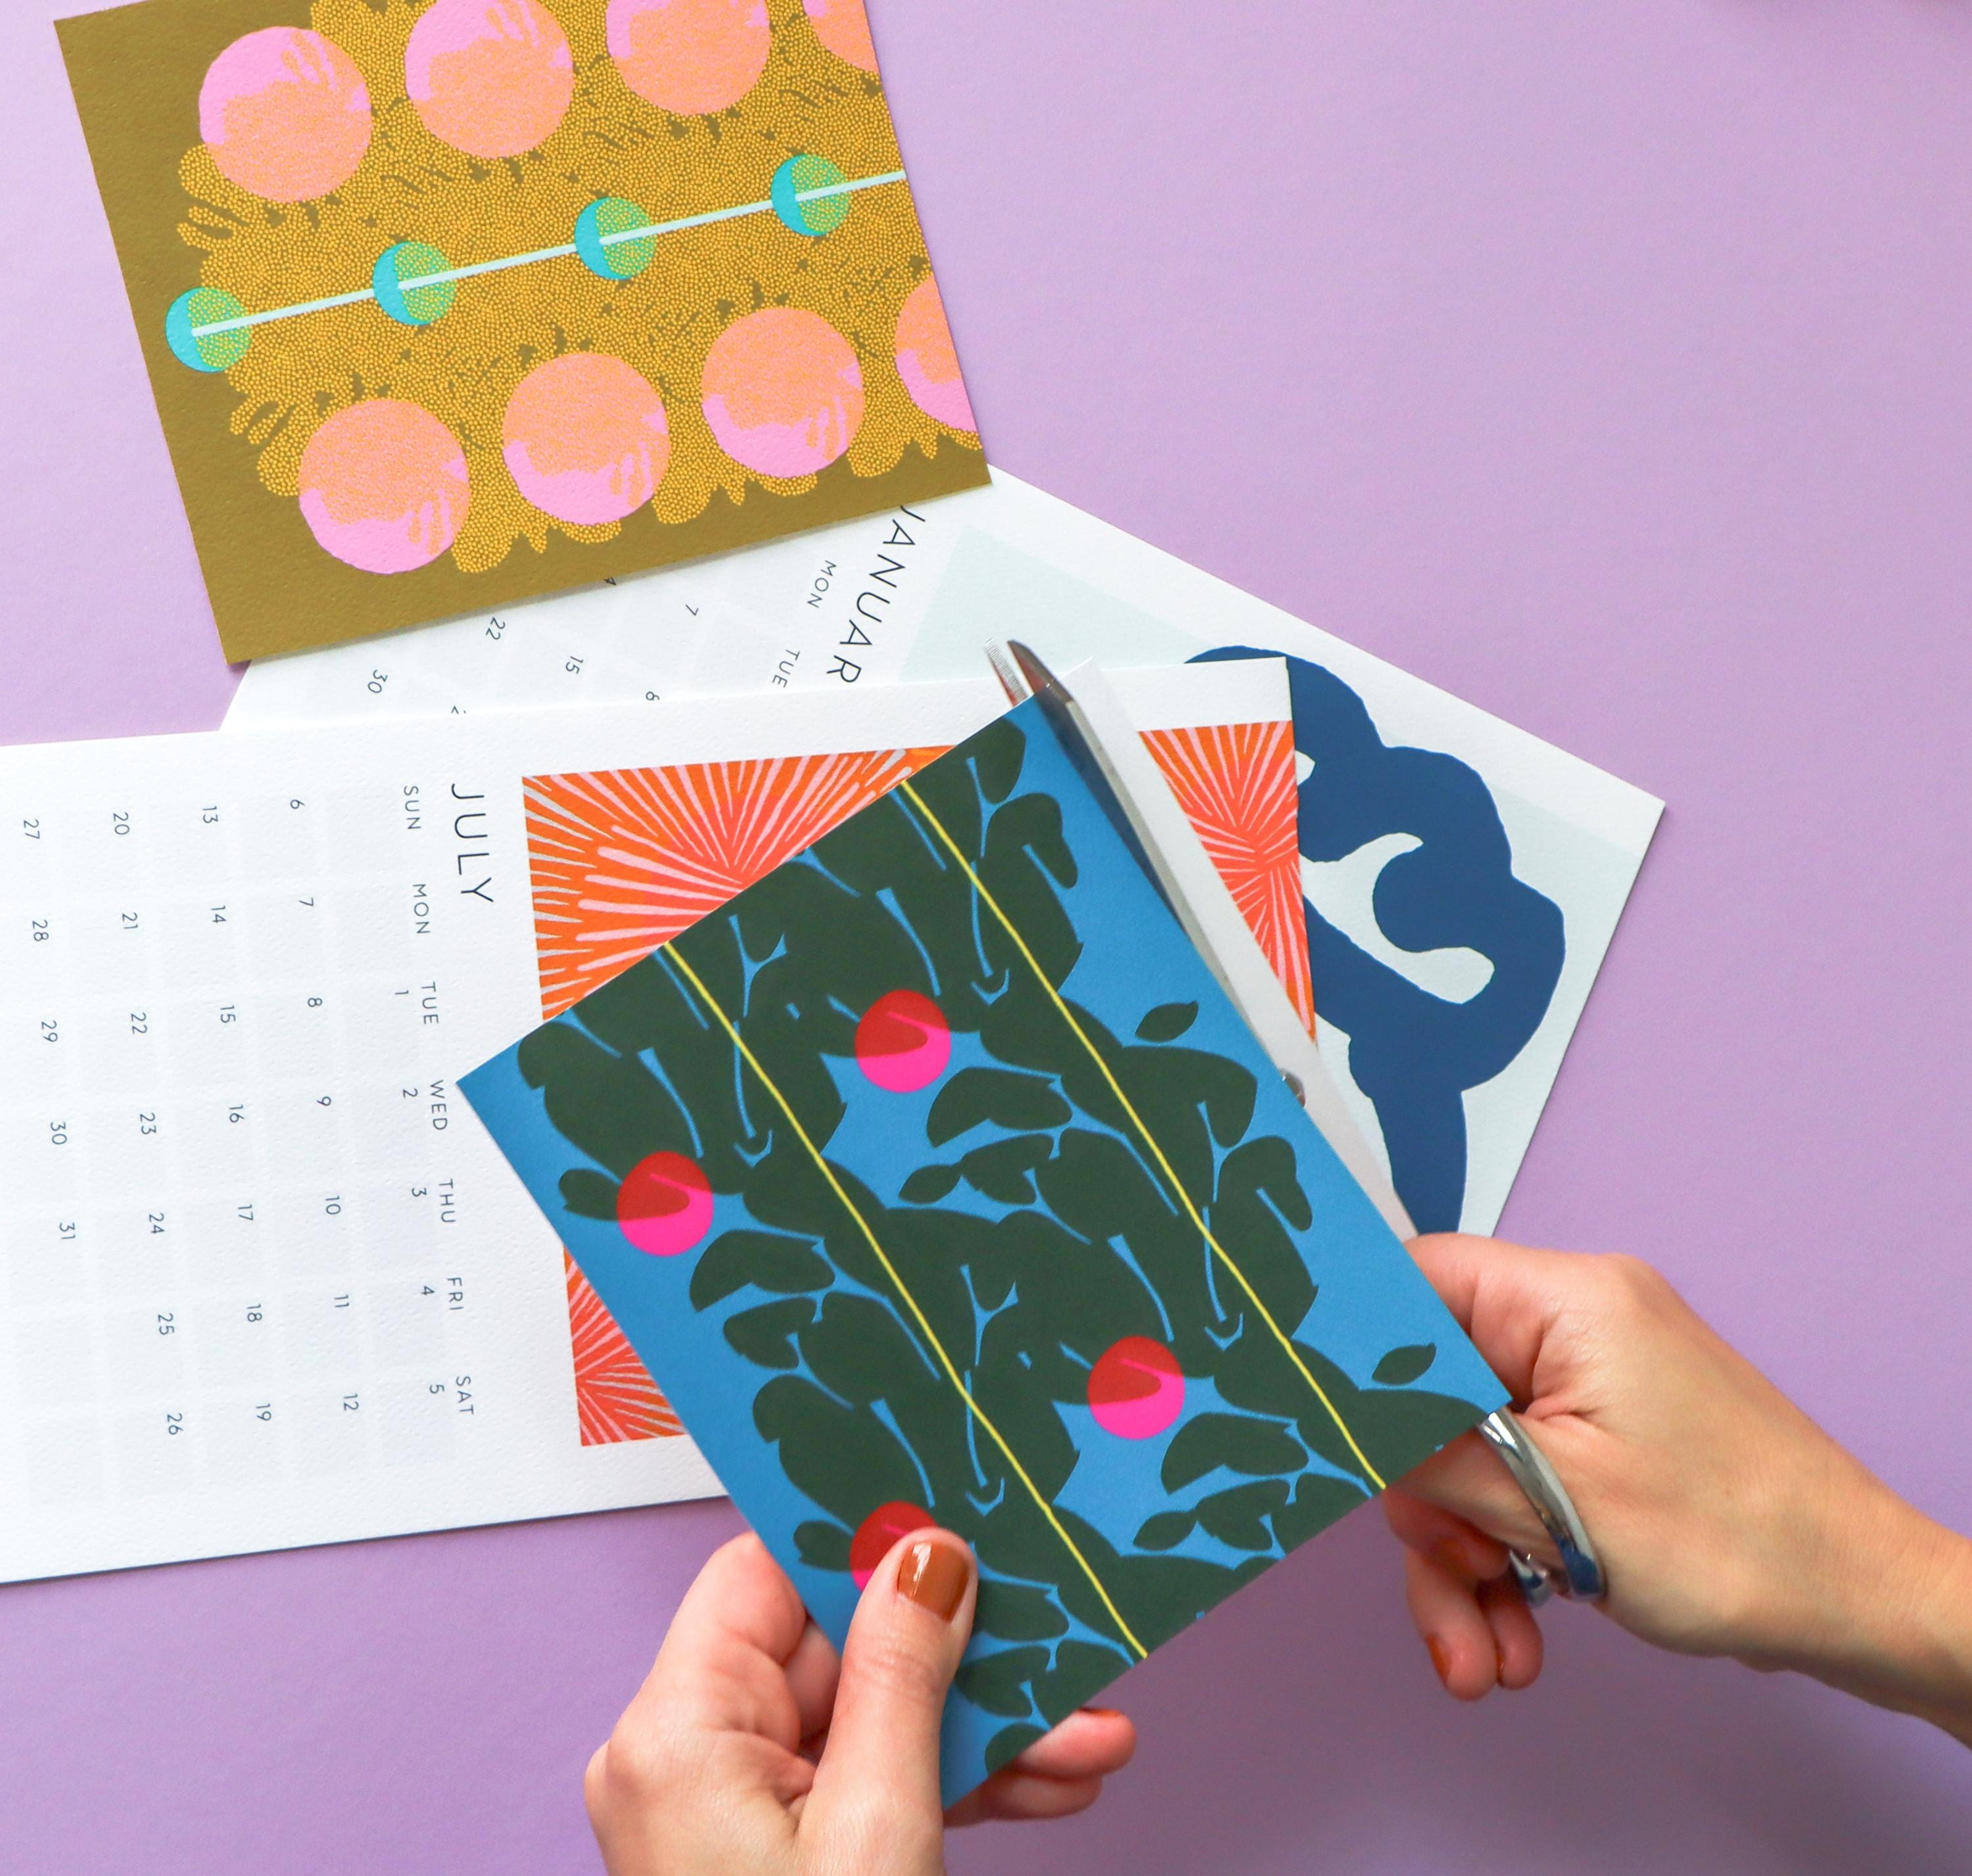 JANUAR
MON TUE
7 6
15
22
30
JULY
SUN MON TUE WED THU FRI SAT
1 2 3 4 5
6 7 8 9 10 11 12
13 14 15 16 17 18 19
20 21 22 23 24 25 26
27 28 29 30 31